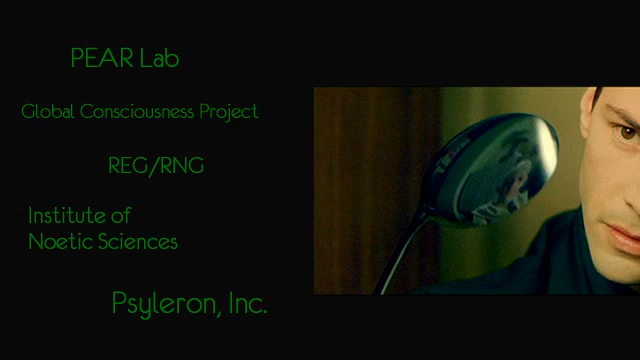 PEAR Lab
Global Consciousness Project
REG/RNG
Institute of
Noetic Sciences
Psyleron, Inc.